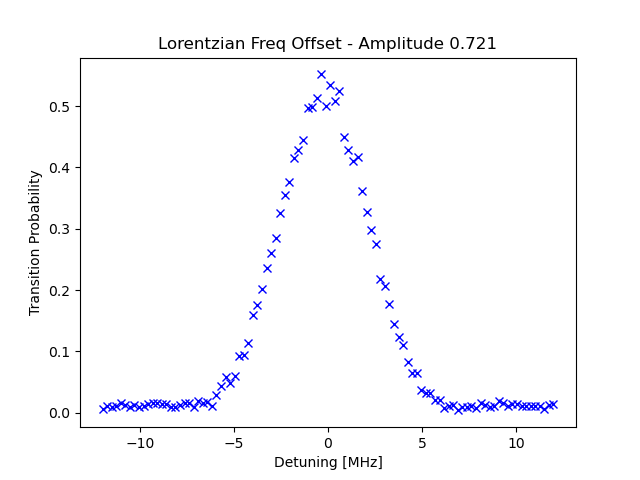 Lorentzian Freq Offset - Amplitude 0.721
Transition Probability
0.5
0.4
0.3
0.2
0.1
0.0
−10 −5 0 5 10
Detuning [MHz]